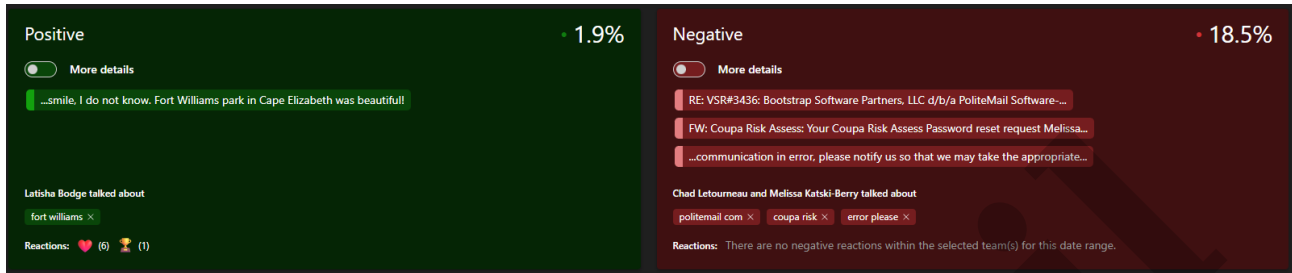 Positive
1.9%
More details
...smile, I do not know. Fort Williams park in Cape Elizabeth was beautiful!
Latisha Bodge talked about
fort williams ×
Reactions: ❤️ (6) 🏆 (1)
Negative
18.5%
More details
RE: VSR#3436: Bootstrap Software Partners, LLC d/b/a PoliteMail Software-...
FW: Coupa Risk Assess: Your Coupa Risk Assess Password reset request Melissa...
...communication in error, please notify us so that we may take the appropriate...
Chad Letourneau and Melissa Katski-Berry talked about
politemail com × coupa risk × error please ×
Reactions: There are no negative reactions within the selected team(s) for this date range.